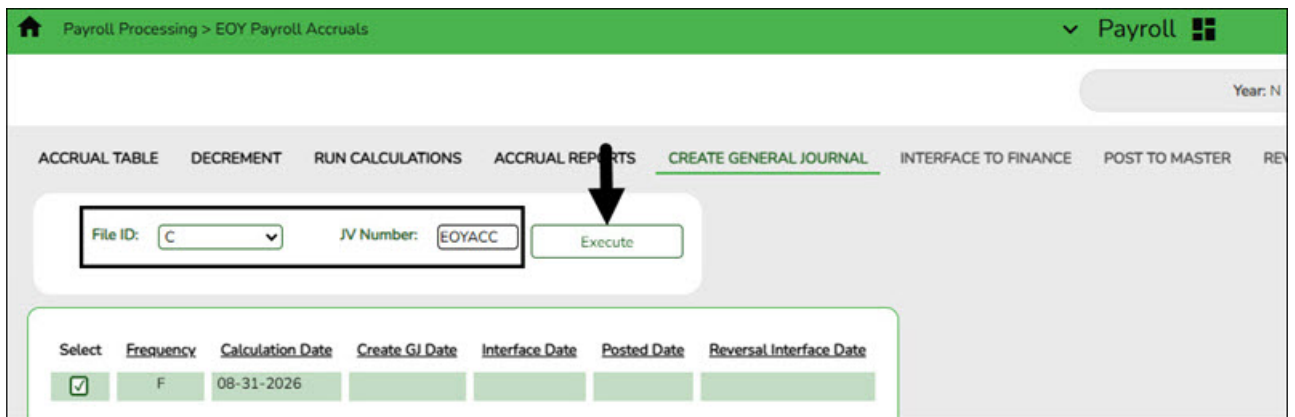 Payroll Processing > EOY Payroll Accruals Payroll
Year: N
ACCRUAL TABLE DECREMENT RUN CALCULATIONS ACCRUAL REPORTS CREATE GENERAL JOURNAL INTERFACE TO FINANCE POST TO MASTER RE
File ID: C JV Number: EOYACC Execute
Select Frequency Calculation Date Create GJ Date Interface Date Posted Date Reversal Interface Date
F 08-31-2026